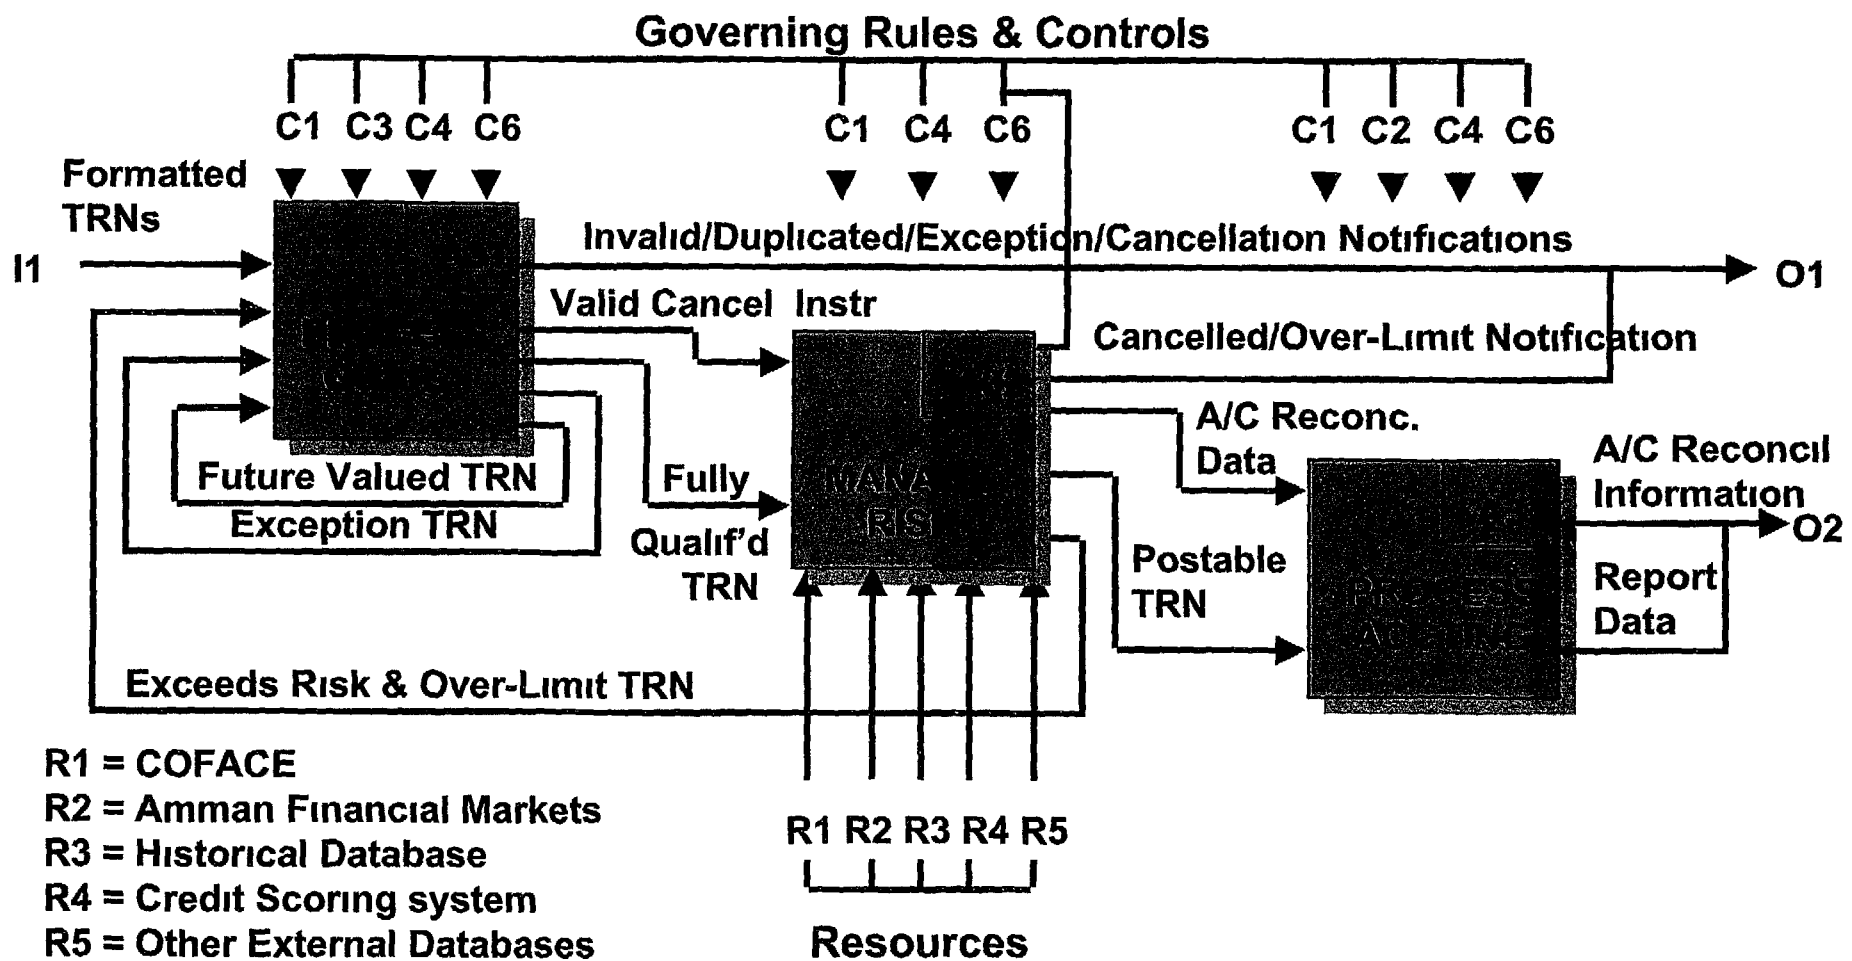 Governing Rules & Controls
C1 C3 C4 C6
C1 C4 C6
C1 C2 C4 C6
Formatted
TRNs
I1
Invalid/Duplicated/Exception/Cancellation Notifications
O1
Valid Cancel Instr
Cancelled/Over-Limit Notification
A/C Reconc.
Data
A/C Reconcil
Information
O2
Future Valued TRN
Exception TRN
Fully
Qualif'd
TRN
MANA
RIS
Postable
TRN
PROCESS
Report
Data
Exceeds Risk & Over-Limit TRN
R1 = COFACE
R2 = Amman Financial Markets
R3 = Historical Database
R4 = Credit Scoring system
R5 = Other External Databases
R1 R2 R3 R4 R5
Resources